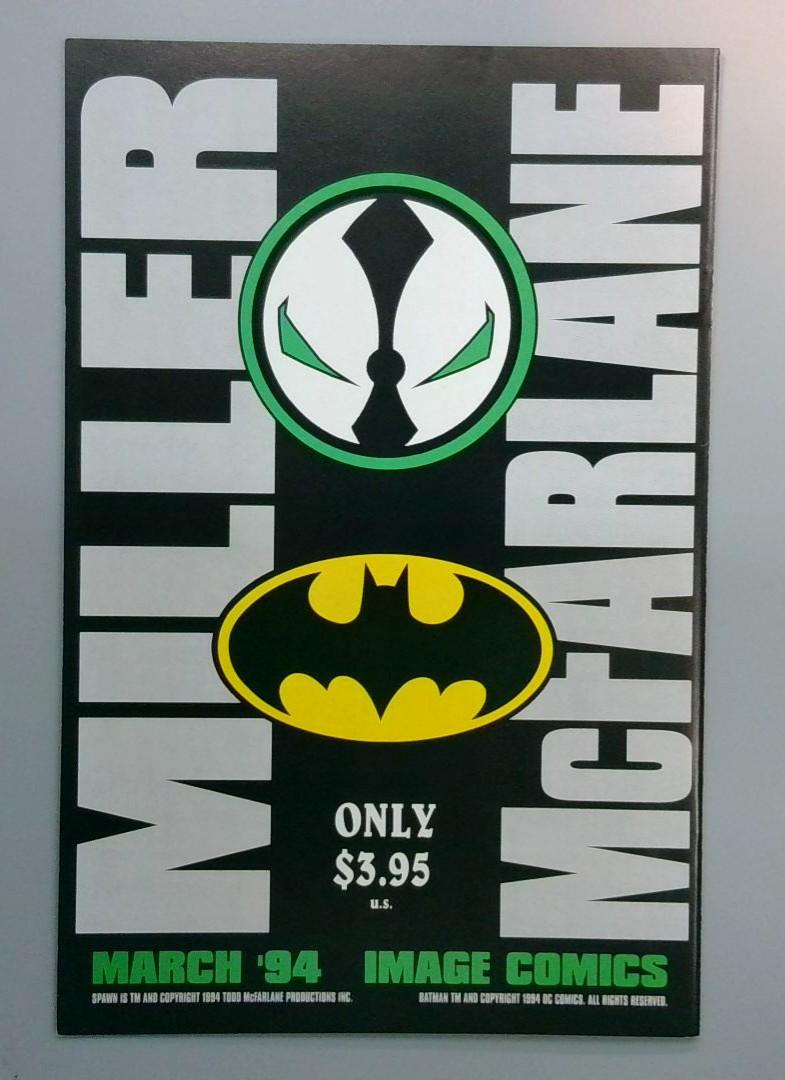 MILLER
McFARLANE
ONLY
$3.95
U.S.
MARCH '94 IMAGE COMICS
SPAWN IS TM AND COPYRIGHT 1994 TODD McFARLANE PRODUCTIONS INC. BATMAN TM AND COPYRIGHT 1994 DC COMICS. ALL RIGHTS RESERVED.